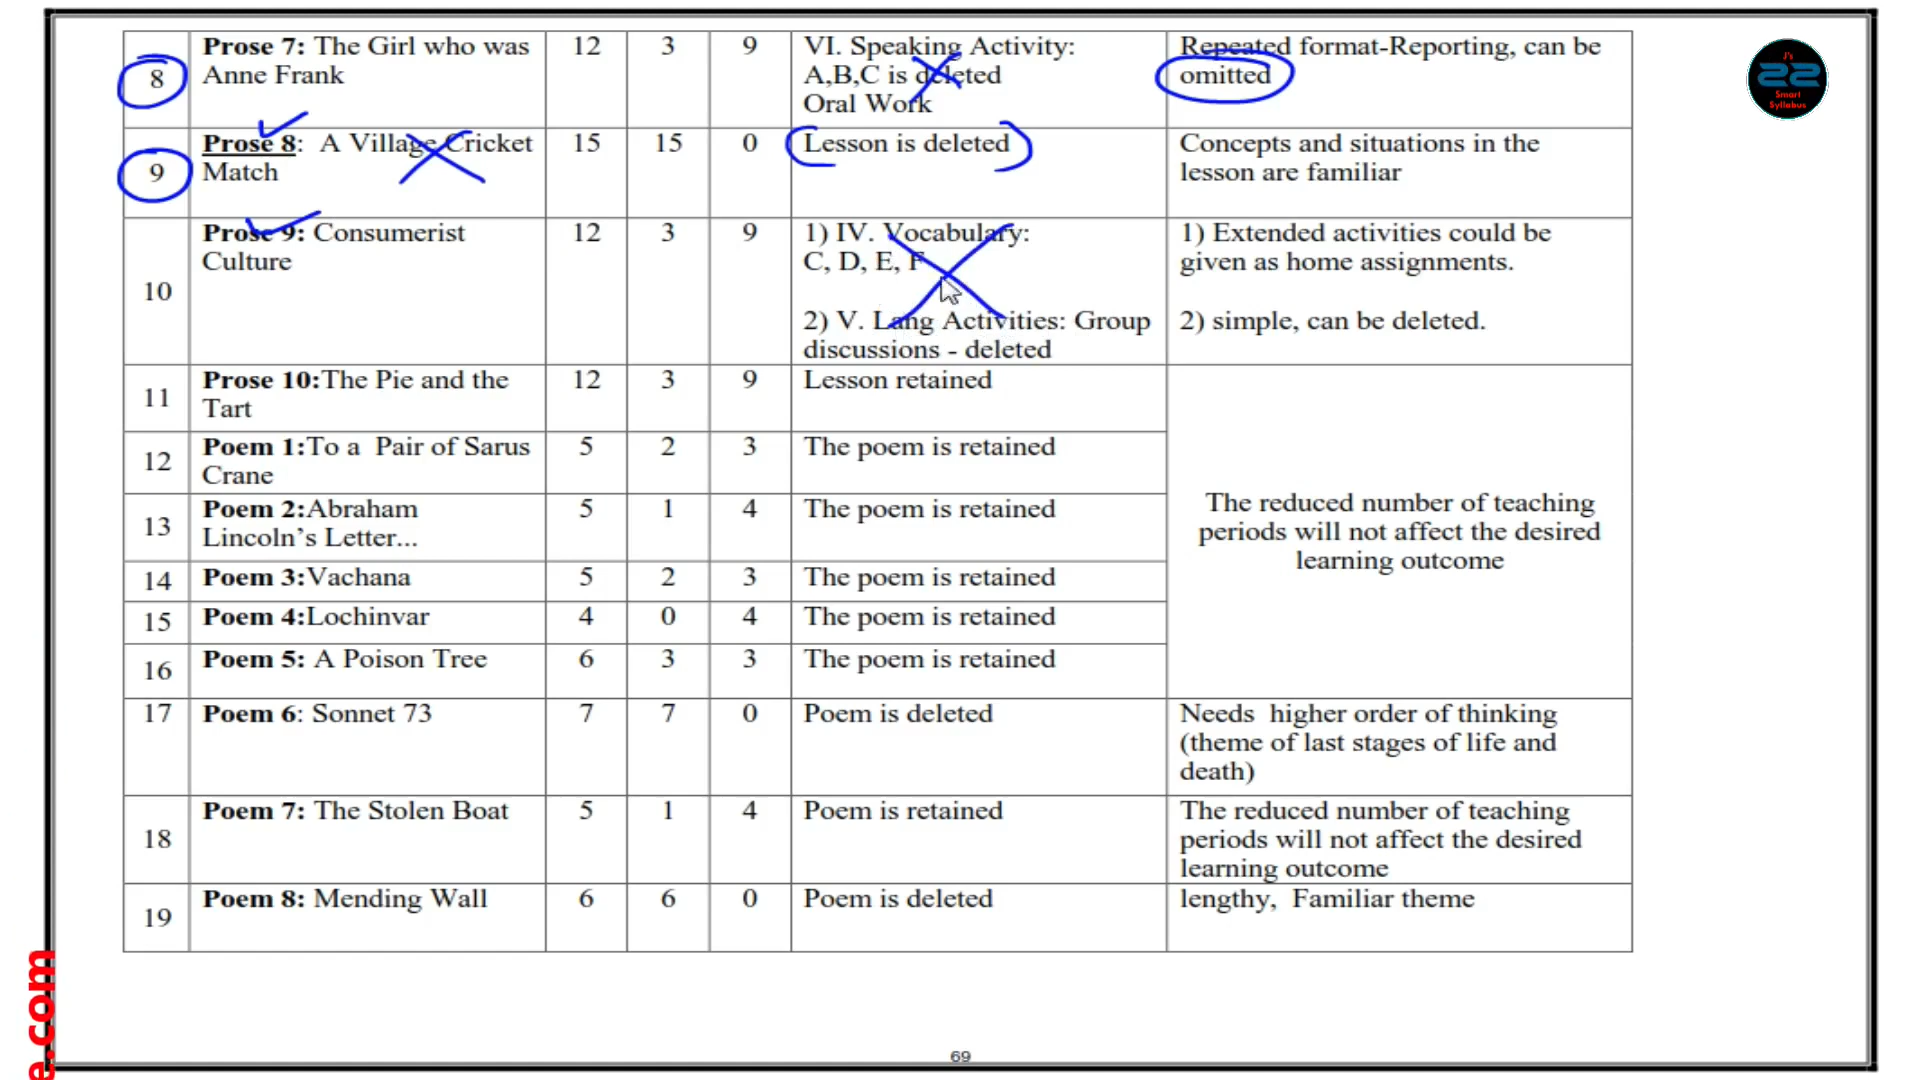 8 Prose 7: The Girl who was Anne Frank 12 3 9 VI. Speaking Activity: A,B,C is deleted Oral Work Repeated format-Reporting, can be omitted
9 Prose 8: A Village Cricket Match 15 15 0 Lesson is deleted Concepts and situations in the lesson are familiar
10 Prose 9: Consumerist Culture 12 3 9 1) IV. Vocabulary: C, D, E, F 2) V. Lang Activities: Group discussions - deleted 1) Extended activities could be given as home assignments. 2) simple, can be deleted.
11 Prose 10:The Pie and the Tart 12 3 9 Lesson retained
12 Poem 1:To a Pair of Sarus Crane 5 2 3 The poem is retained
13 Poem 2:Abraham Lincoln's Letter... 5 1 4 The poem is retained
The reduced number of teaching periods will not affect the desired learning outcome
14 Poem 3:Vachana 5 2 3 The poem is retained
15 Poem 4:Lochinvar 4 0 4 The poem is retained
16 Poem 5: A Poison Tree 6 3 3 The poem is retained
17 Poem 6: Sonnet 73 7 7 0 Poem is deleted Needs higher order of thinking (theme of last stages of life and death)
18 Poem 7: The Stolen Boat 5 1 4 Poem is retained The reduced number of teaching periods will not affect the desired learning outcome
19 Poem 8: Mending Wall 6 6 0 Poem is deleted lengthy, Familiar theme
69
J's
22
Smart
Syllabus
e.com